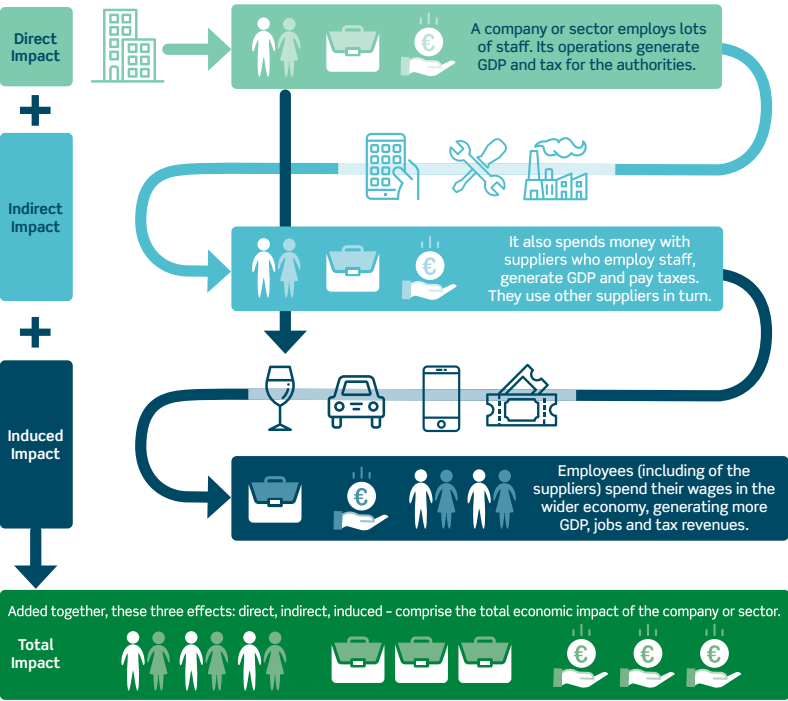 Direct
Impact
A company or sector employs lots
of staff. Its operations generate
GDP and tax for the authorities.
+
Indirect
Impact
It also spends money with
suppliers who employ staff,
generate GDP and pay taxes.
They use other suppliers in turn.
+
Induced
Impact
Employees (including of the
suppliers) spend their wages in the
wider economy, generating more
GDP, jobs and tax revenues.
Added together, these three effects: direct, indirect, induced – comprise the total economic impact of the company or sector.
Total
Impact